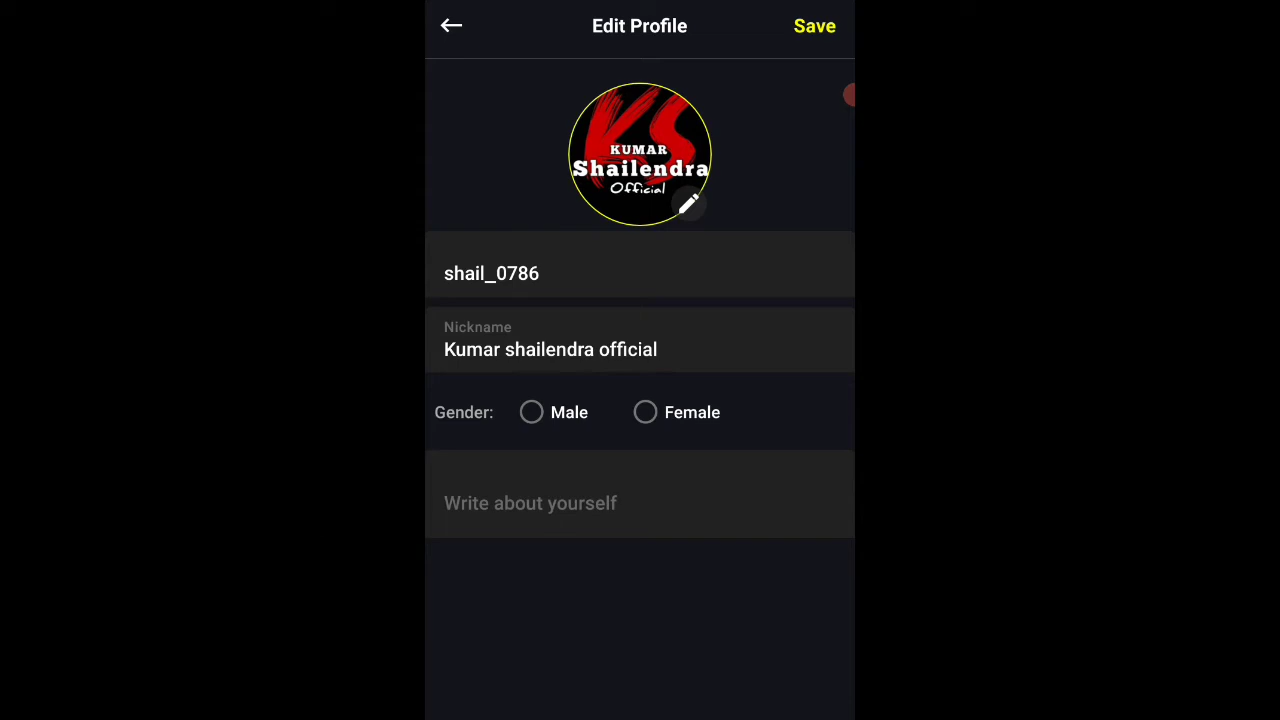 Edit Profile Save
KS
KUMAR
Shailendra
Official
shail_0786
Nickname
Kumar shailendra official
Gender: Male Female
Write about yourself